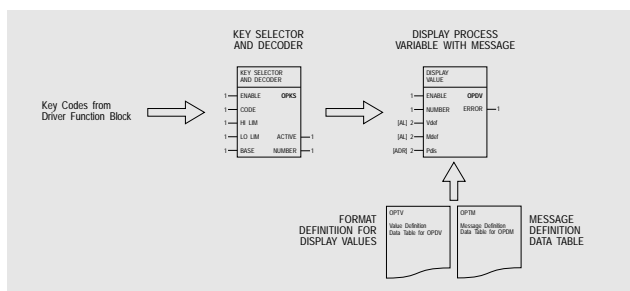 KEY SELECTOR
AND DECODER
DISPLAY PROCESS
VARIABLE WITH MESSAGE
Key Codes from
Driver Function Block
KEY SELECTOR
AND DECODER
1 ENABLE OPKS
1 CODE
1 HI LIM
1 LO LIM ACTIVE 1
1 BASE NUMBER 1
DISPLAY
VALUE
1 ENABLE OPDV
1 NUMBER ERROR 1
[AL] 2 Vdef
[AL] 2 Mdef
[ADR] 2 Pdis
FORMAT
DEFINITIION FOR
DISPLAY VALUES
OPTV
Value Definition
Data Table for OPDV
OPTM
Message Definition
Data Table for OPDM
MESSAGE
DEFINITION
DATA TABLE